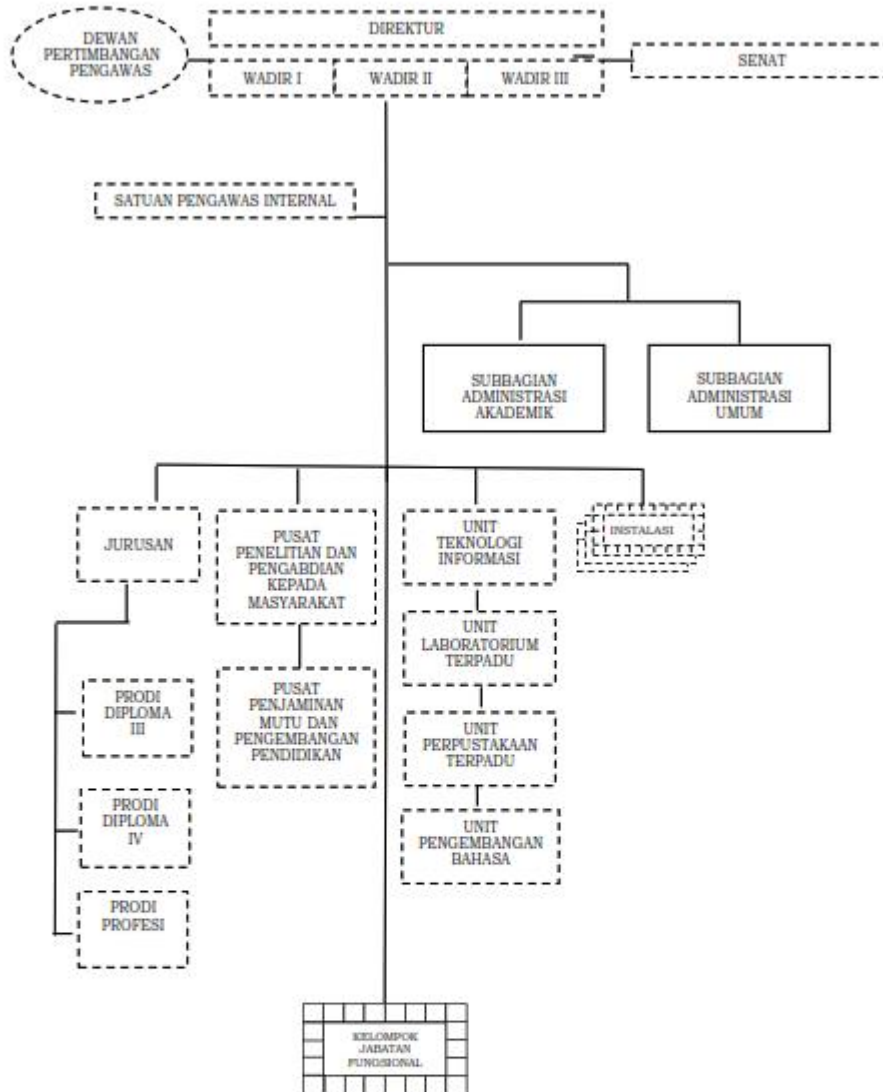 DEWAN
PERTIMBANGAN
PENGAWAS
DIREKTUR
WADIR I
WADIR II
WADIR III
SENAT
SATUAN PENGAWAS INTERNAL
SUBBAGIAN
ADMINISTRASI
AKADEMIK
SUBBAGIAN
ADMINISTRASI
UMUM
JURUSAN
PUSAT
PENELITIAN DAN
PENGABDIAN
KEPADA
MASYARAKAT
UNIT
TEKNOLOGI
INFORMASI
INSTALASI
UNIT
LABORATORIUM
TERPADU
PUSAT
PENJAMINAN
MUTU DAN
PENGEMBANGAN
PENDIDIKAN
PRODI
DIPLOMA
III
UNIT
PERPUSTAKAAN
TERPADU
PRODI
DIPLOMA
IV
UNIT
PENGEMBANGAN
BAHASA
PRODI
PROFESI
KELOMPOK
JABATAN
FUNGSIONAL